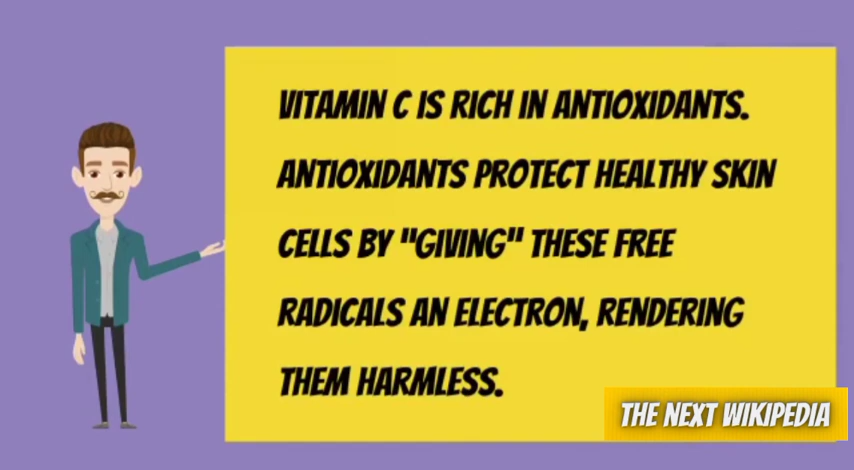 VITAMIN C IS RICH IN ANTIOXIDANTS.
ANTIOXIDANTS PROTECT HEALTHY SKIN
CELLS BY "GIVING" THESE FREE
RADICALS AN ELECTRON, RENDERING
THEM HARMLESS.
THE NEXT WIKIPEDIA